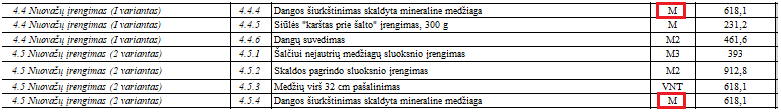 4.4 Nuovažų įrengimas (I variantas) 4.4.4 Dangos šiurkštinimas skaldyta mineraline medžiaga M 618,1
4.4 Nuovažų įrengimas (I variantas) 4.4.5 Siūlės "karštas prie šalto" įrengimas, 300 g M 231,2
4.4 Nuovažų įrengimas (I variantas) 4.4.6 Dangų suvedimas M2 461,6
4.5 Nuovažų įrengimas (2 variantas) 4.5.1 Šalčiui nejautrių medžiagų sluoksnio įrengimas M3 393
4.5 Nuovažų įrengimas (2 variantas) 4.5.2 Skaldos pagrindo sluoksnio įrengimas M2 912,8
4.5 Nuovažų įrengimas (2 variantas) 4.5.3 Medžių virš 32 cm pašalinimas VNT 618,1
4.5 Nuovažų įrengimas (2 variantas) 4.5.4 Dangos šiurkštinimas skaldyta mineraline medžiaga M 618,1